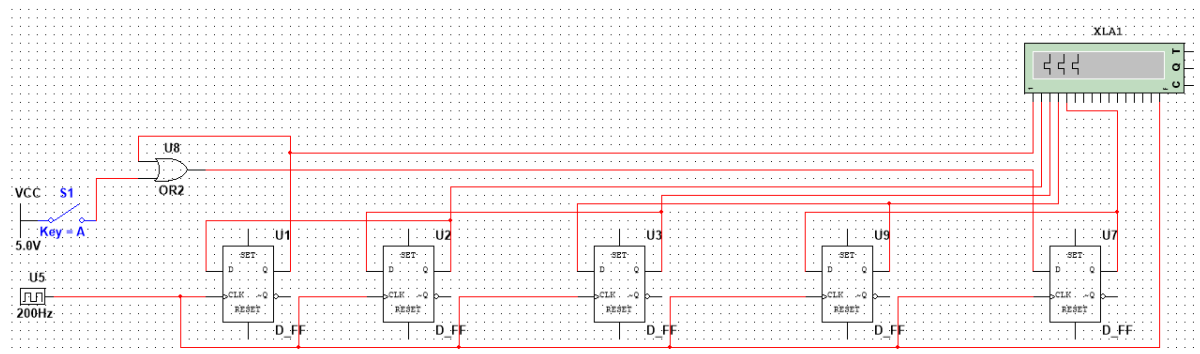 XLA1
C Q T
U8
OR2
VCC S1
Key = A
5.0V
U5
200Hz
U1
SET
D Q
CLK ~Q
RESET
D_FF
U2
SET
D Q
CLK ~Q
RESET
D_FF
U3
SET
D Q
CLK ~Q
RESET
D_FF
U9
SET
D Q
CLK ~Q
RESET
D_FF
U7
SET
D Q
CLK ~Q
RESET
D_FF